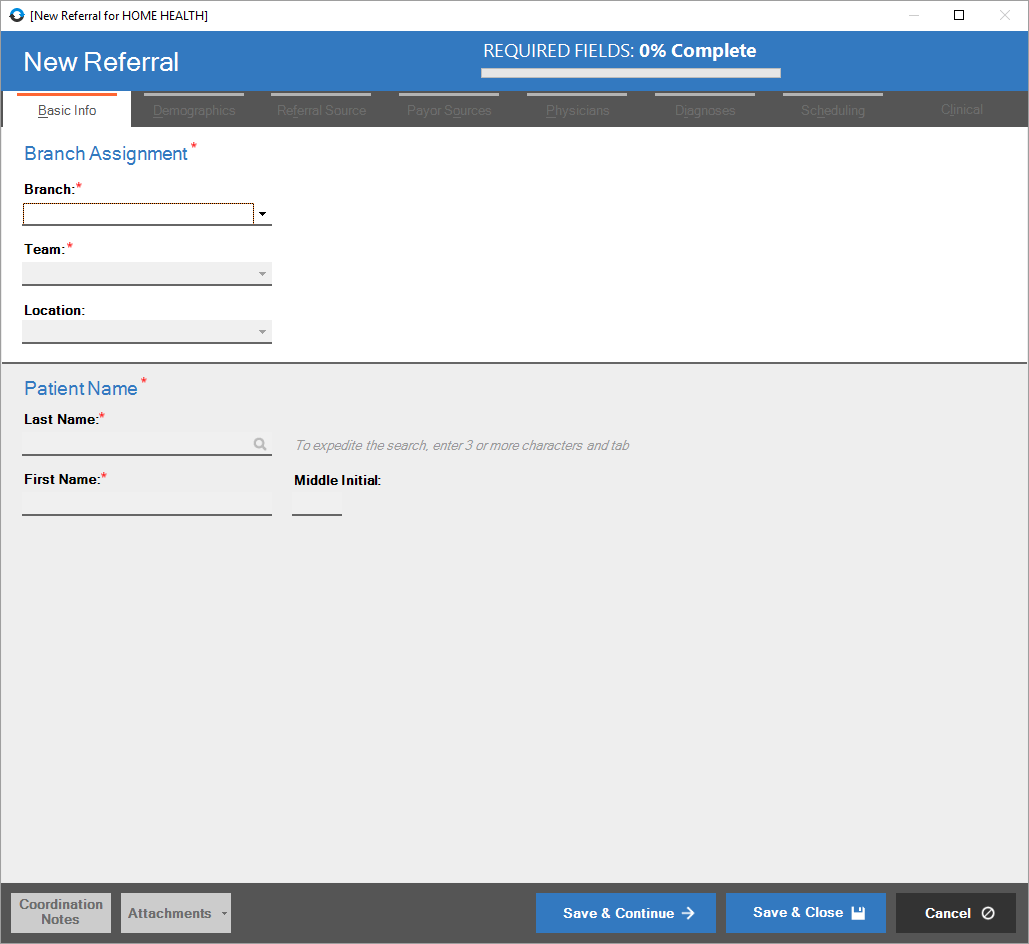 [New Referral for HOME HEALTH]
New Referral
REQUIRED FIELDS: 0% Complete
Basic Info
Demographics
Referral Source
Payor Sources
Physicians
Diagnoses
Scheduling
Clinical
Branch Assignment *
Branch:*
Team:*
Location:
Patient Name *
Last Name:*
To expedite the search, enter 3 or more characters and tab
First Name:*
Middle Initial:
Coordination
Notes
Attachments
Save & Continue
Save & Close
Cancel